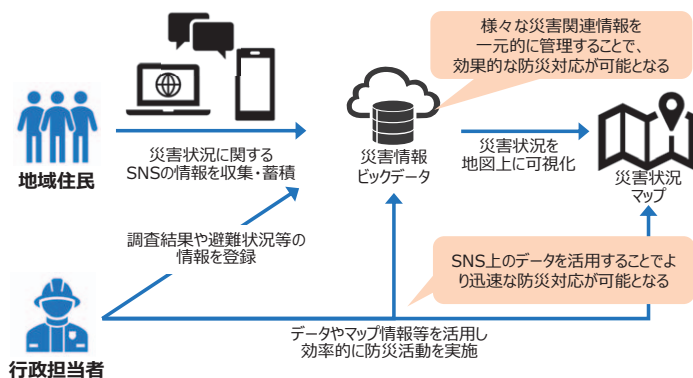 様々な災害関連情報を
一元的に管理することで、
効果的な防災対応が可能となる
地域住民
災害状況に関する
SNSの情報を収集・蓄積
災害情報
ビックデータ
災害状況を
地図上に可視化
災害状況
マップ
調査結果や避難状況等の
情報を登録
SNS上のデータを活用することでよ
り迅速な防災対応が可能となる
行政担当者
データやマップ情報等を活用し
効率的に防災活動を実施